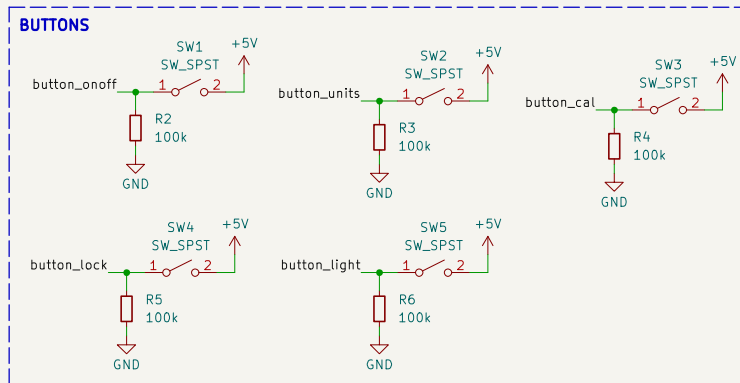 BUTTONS
SW1
SW_SPST
+5V
button_onoff
1
2
R2
100k
GND
SW2
SW_SPST
+5V
button_units
1
2
R3
100k
GND
SW3
SW_SPST
+5V
button_cal
1
2
R4
100k
GND
SW4
SW_SPST
+5V
button_lock
1
2
R5
100k
GND
SW5
SW_SPST
+5V
button_light
1
2
R6
100k
GND